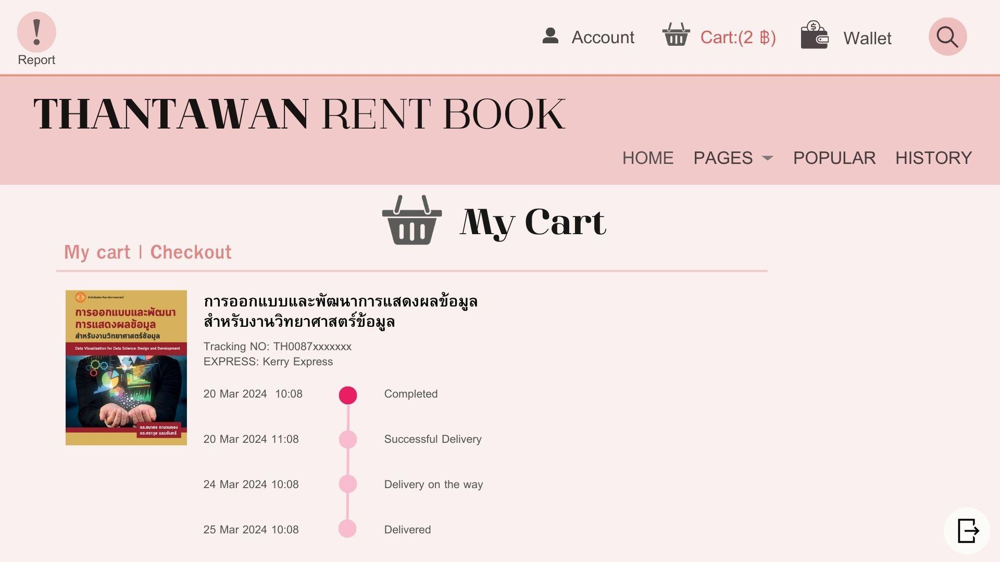 Report
Account
Cart:(2 ฿)
Wallet
THANTAWAN RENT BOOK
HOME
PAGES
POPULAR
HISTORY
My Cart
My cart | Checkout
การออกแบบและพัฒนา
การแสดงผลข้อมูล
สำหรับงานวิทยาศาสตร์ข้อมูล
Data Visualization for Data Science: Design and Development
ดร.ธนาธร ทะนานทอง
ดร.ศราวุธ แรมจันทร์
การออกแบบและพัฒนาการแสดงผลข้อมูล
สำหรับงานวิทยาศาสตร์ข้อมูล
Tracking NO: TH0087xxxxxxx
EXPRESS: Kerry Express
20 Mar 2024 10:08 Completed
20 Mar 2024 11:08 Successful Delivery
24 Mar 2024 10:08 Delivery on the way
25 Mar 2024 10:08 Delivered